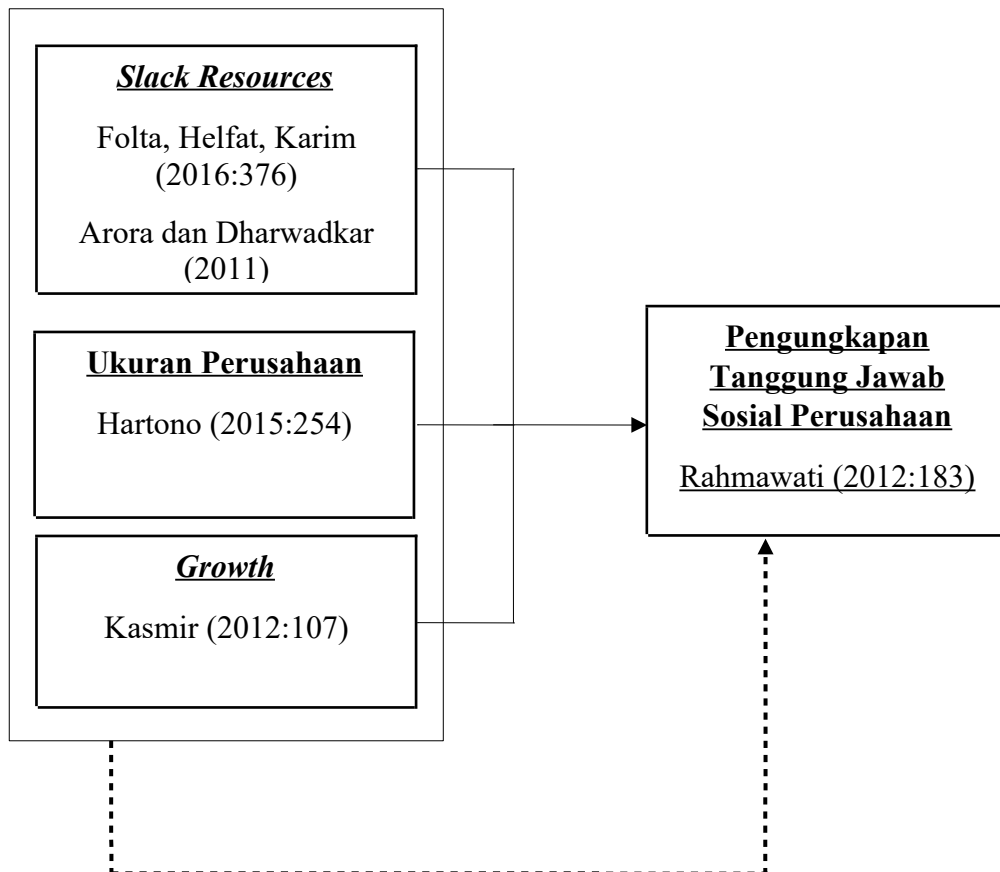 Slack Resources
Folta, Helfat, Karim
(2016:376)
Arora dan Dharwadkar
(2011)
Ukuran Perusahaan
Hartono (2015:254)
Growth
Kasmir (2012:107)
Pengungkapan
Tanggung Jawab
Sosial Perusahaan
Rahmawati (2012:183)